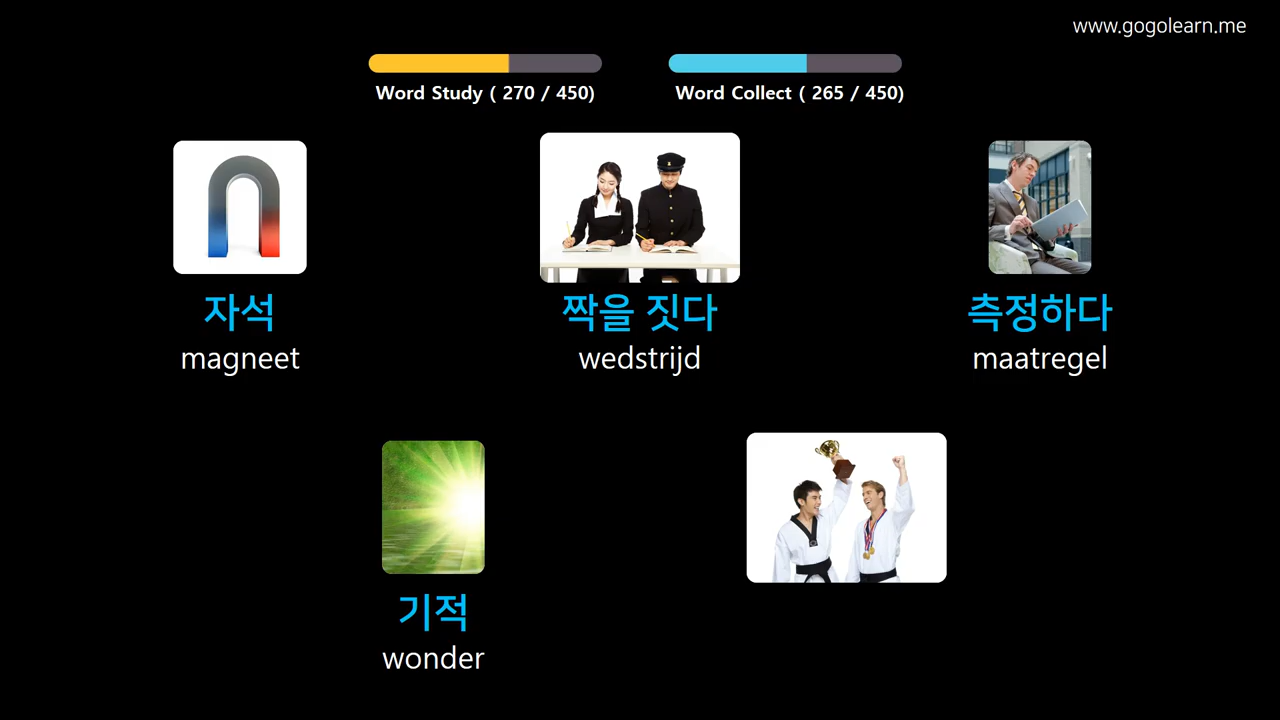 www.gogolearn.me
Word Study ( 270 / 450)
Word Collect ( 265 / 450)
자석
magneet
짝을 짓다
wedstrijd
측정하다
maatregel
기적
wonder